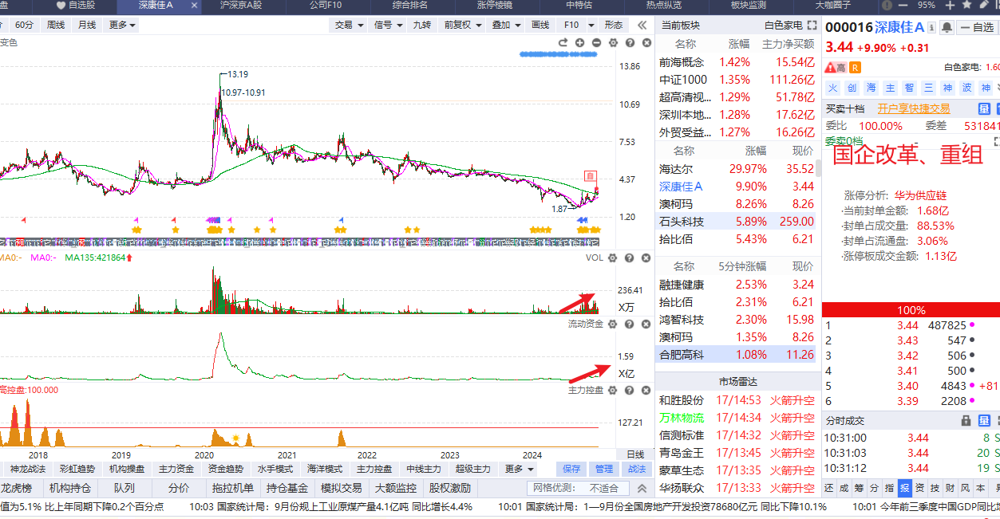 盘 自选股 深康佳A × 沪深京A股 公司F10 综合排名 涨停棱镜 中特估 热点纵览 板块监测 大咖圈子 95%
60分 周线 月线 更多 交易 信号 九转 前复权 叠加 画线 F10 形态
变色
13.86
13.19
10.97-10.91
10.69
7.53
4.37
自
1.87
1.20
MA0:- MA0:- MA135:421864 VOL
236.41
X万
流动资金
1.59
X亿
高控盘:100.000 主力控盘
127.21
2018 2019 2020 2021 2022 2023 2024 日线
神龙战法 彩虹趋势 机构操盘 主力资金 资金趋势 水手模式 海洋模式 主力控盘 中线主力 超级主力 更多 保存 管理 战法
龙虎榜 机构持仓 队列 分价 拖拉机单 持仓基金 模拟交易 大额监控 股权激励 网格优测: 不适合
当前板块 白色家电
名称 涨幅 主力净买额
前海概念 1.42% 15.54亿
中证1000 1.35% 111.26亿
超高清视... 1.29% 51.78亿
深圳本地... 1.28% 17.62亿
外贸受益... 1.27% 16.26亿
名称 涨幅 现价
海达尔 29.97% 35.52
深康佳A 9.90% 3.44
澳柯玛 8.26% 8.26
石头科技 5.89% 259.00
拾比佰 5.43% 6.21
名称 5分钟涨幅 现价
融捷健康 2.53% 3.24
拾比佰 2.31% 6.21
鸿智科技 2.30% 15.98
澳柯玛 1.35% 8.26
合肥高科 1.08% 11.26
市场雷达
和胜股份 17/14:53 火箭升空
万林物流 17/14:34 火箭升空
信测标准 17/14:32 火箭升空
青岛金王 17/13:45 火箭升空
蒙草生态 17/13:35 火箭升空
华扬联众 17/13:33 火箭升空
000016 深康佳A 自选
3.44 +9.90% +0.31
高 R 白色家电: 1.60
火 创 海 主 智 三 神 波 神
买卖十档 开户享快捷交易 量
委比 100.00% 委差 531841
委卖0档 - -
国企改革、重组
涨停分析: 华为供应链
·当前封单金额: 1.68亿
·封单占成交量: 88.53%
·封单占流通盘: 3.06%
·涨停板成交金额: 1.13亿
100%
1 3.44 487825
2 3.43 547
3 3.42 506
4 3.41 500
5 3.40 4843 +81
6 3.39 2208
分时成交 量
10:31:00 3.44 8 S
10:31:03 3.44 20 S
10:31:12 3.44 19 S
还 成 筹 分 指 报 资 技 财 风 本
值为5.1% 比上年同期下降0.2个百分点 10:03 国家统计局：9月份规上工业原煤产量4.1亿吨 同比增长4.4% 10:01 国家统计局：1—9月份全国房地产开发投资78680亿元 同比下降10.1% 10:01 今年前三季度中国GDP同比